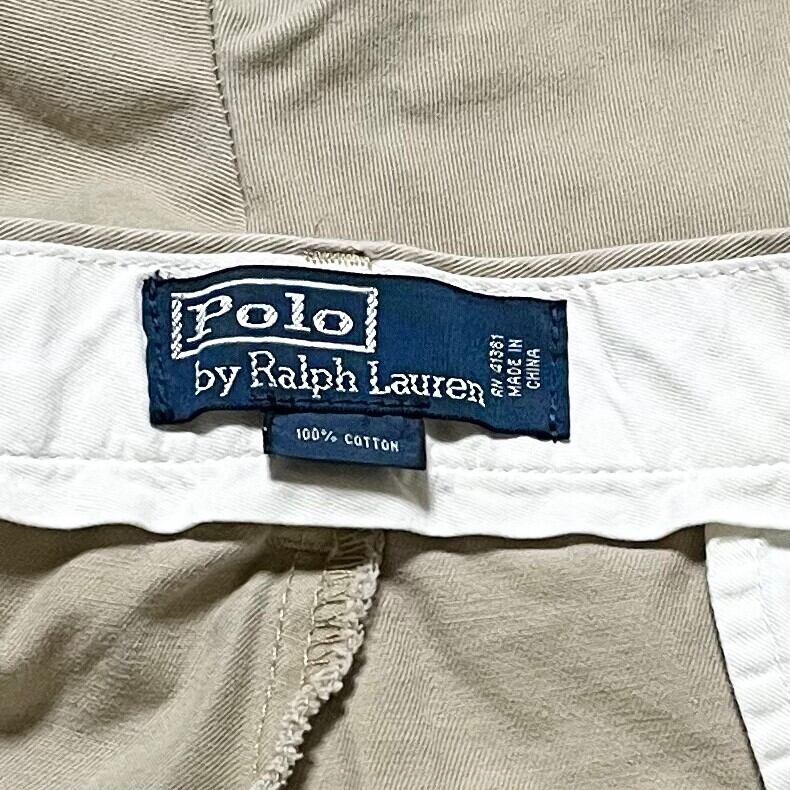 Polo
by Ralph Lauren
RN 41381
MADE IN
CHINA
100% COTTON